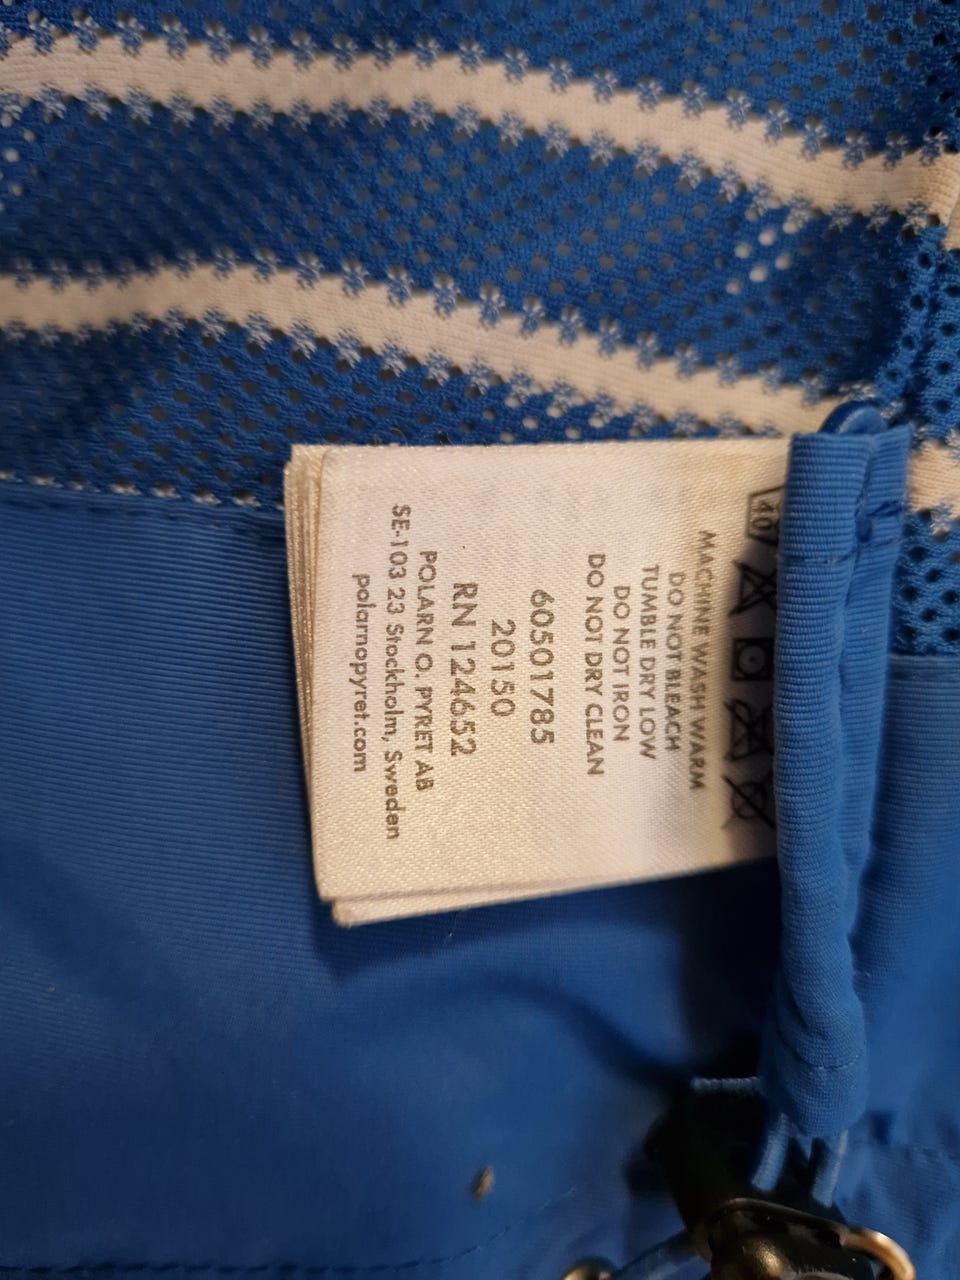 40
MACHINE WASH WARM
DO NOT BLEACH
TUMBLE DRY LOW
DO NOT IRON
DO NOT DRY CLEAN
60501785
20150
RN 124652
POLARN O. PYRET AB
SE-103 23 Stockholm, Sweden
polarnopyret.com